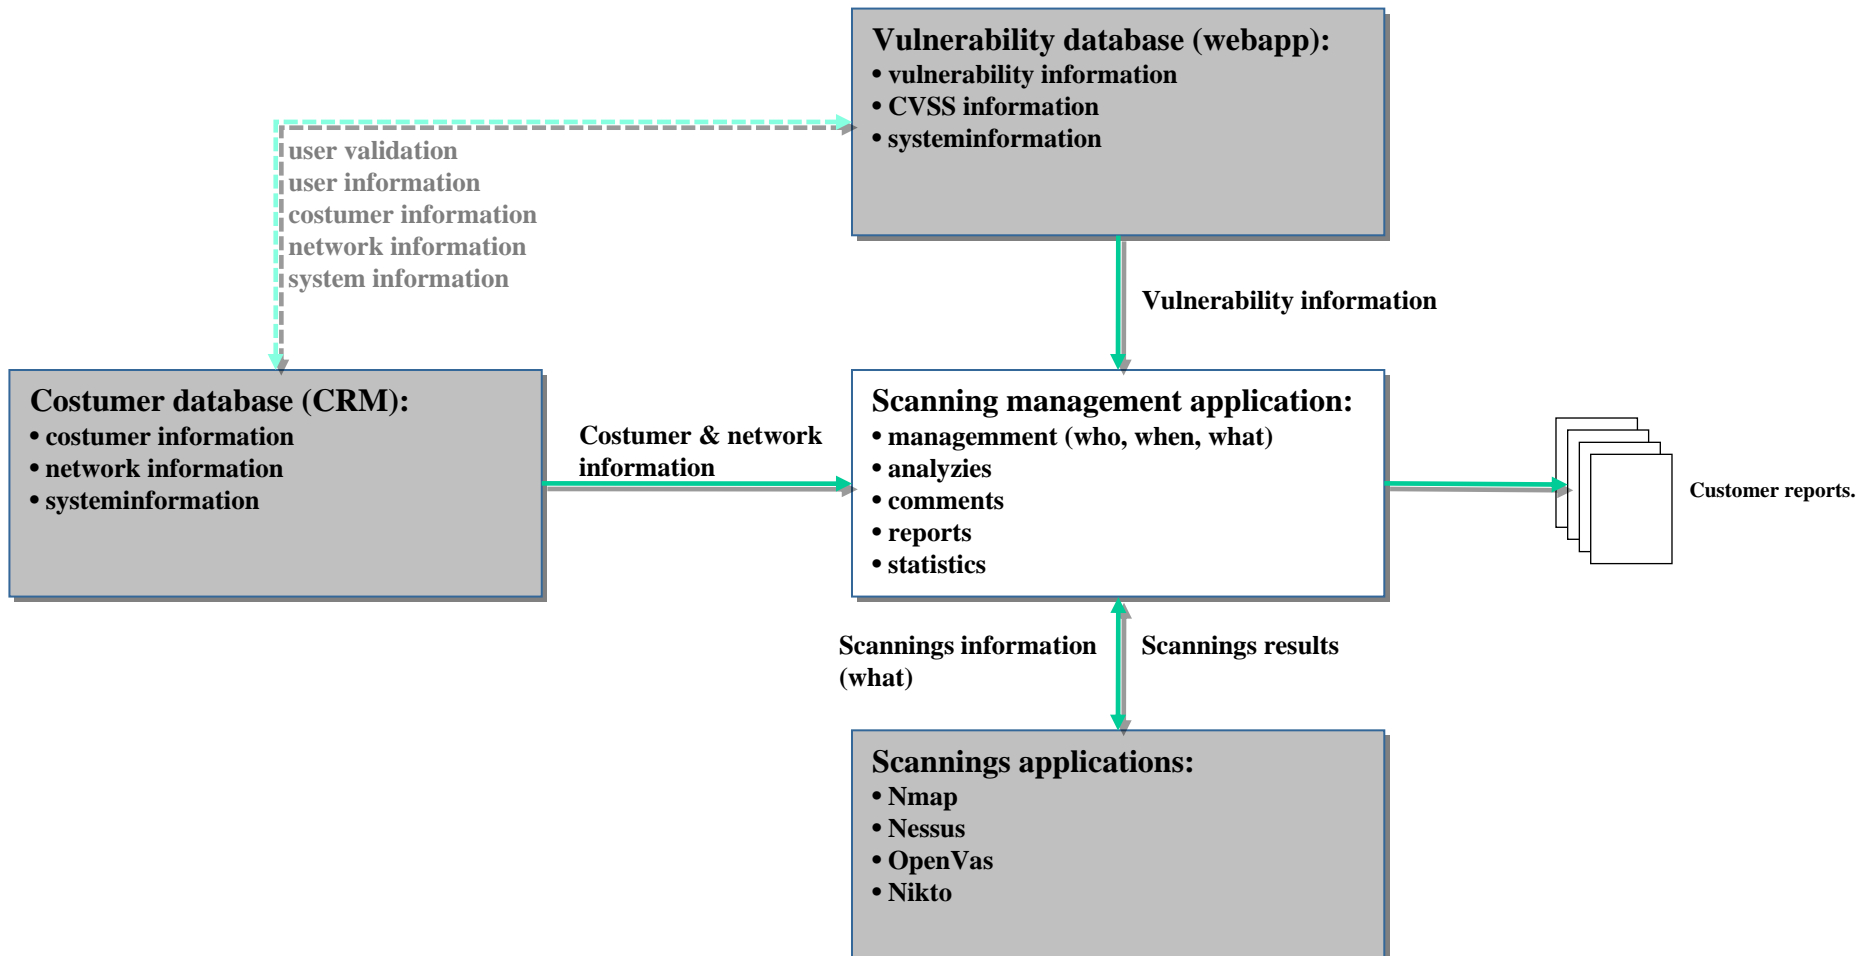 Vulnerability database (webapp):
• vulnerability information
• CVSS information
• systeminformation
user validation
user information
costumer information
network information
system information
Vulnerability information
Costumer database (CRM):
• costumer information
• network information
• systeminformation
Costumer & network
information
Scanning management application:
• managemment (who, when, what)
• analyzies
• comments
• reports
• statistics
Customer reports.
Scannings information
(what)
Scannings results
Scannings applications:
• Nmap
• Nessus
• OpenVas
• Nikto